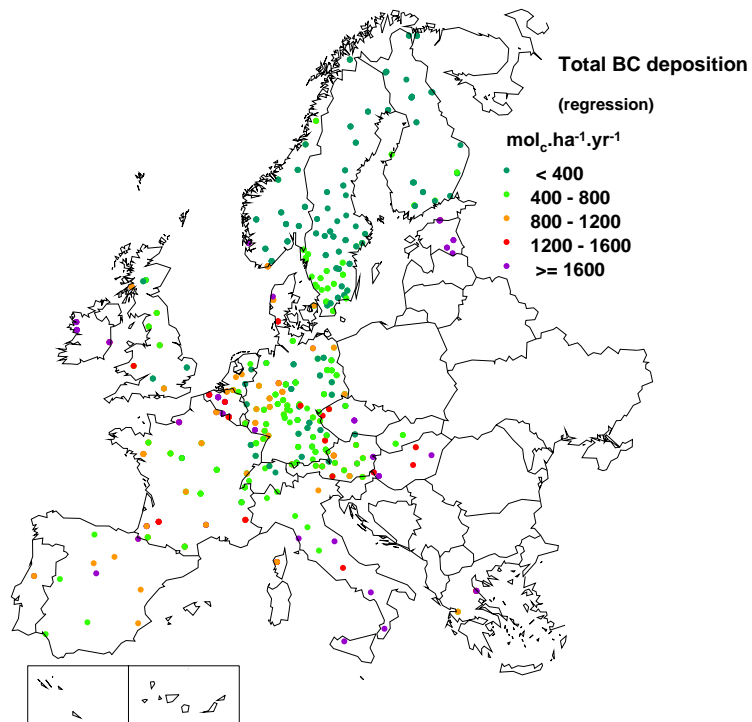 Total BC deposition
(regression)
molc.ha-1.yr-1
< 400
400 - 800
800 - 1200
1200 - 1600
>= 1600